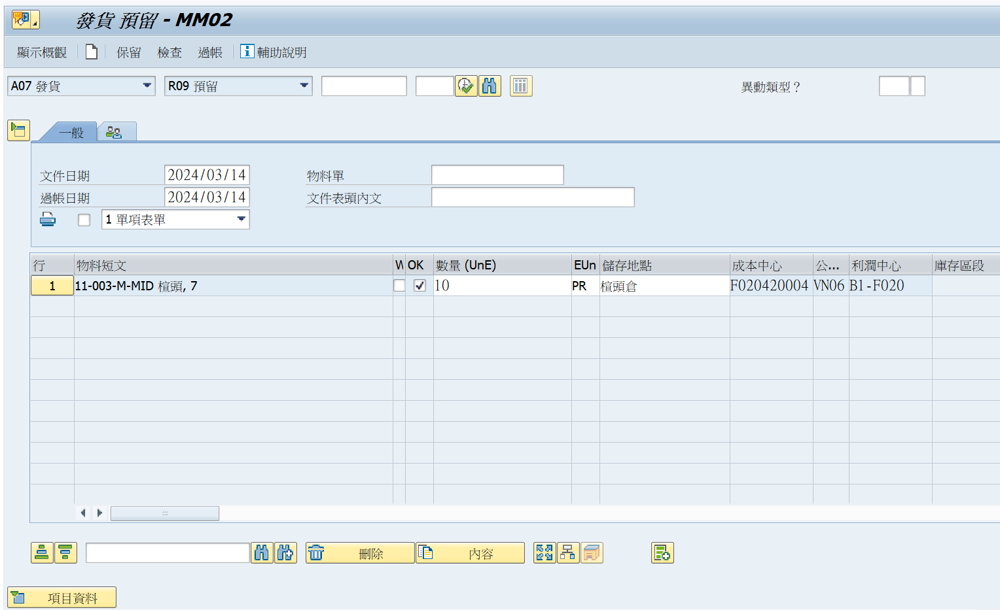 發貨 預留 - MM02
顯示概觀 保留 檢查 過帳 輔助說明
A07 發貨 R09 預留 異動類型？
一般
文件日期 2024/03/14 物料單
過帳日期 2024/03/14 文件表頭內文
1 單項表單
行 物料短文 W OK 數量 (UnE) EUn 儲存地點 成本中心 公... 利潤中心 庫存區段
1 11-003-M-MID 楦頭, 7 10 PR 楦頭倉 F020420004 VN06 B1-F020
刪除 內容
項目資料